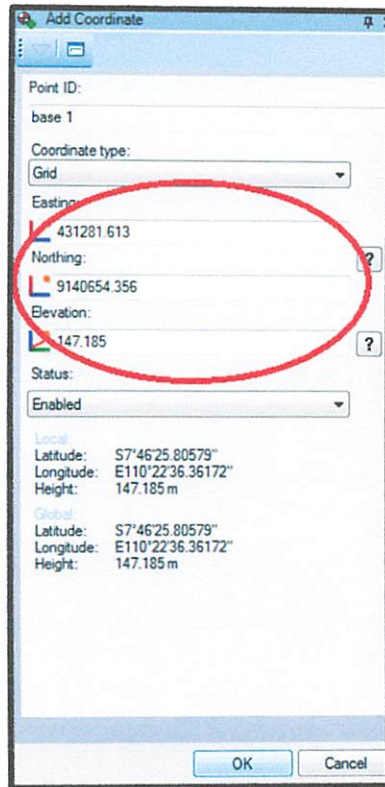 Add Coordinate
Point ID:
base 1
Coordinate type:
Grid
Easting:
431281.613
Northing:
?
9140654.356
Elevation:
147.185
?
Status:
Enabled
Local
Latitude: S7°46'25.80579"
Longitude: E110°22'36.36172"
Height: 147.185 m
Global
Latitude: S7°46'25.80579"
Longitude: E110°22'36.36172"
Height: 147.185 m
OK Cancel